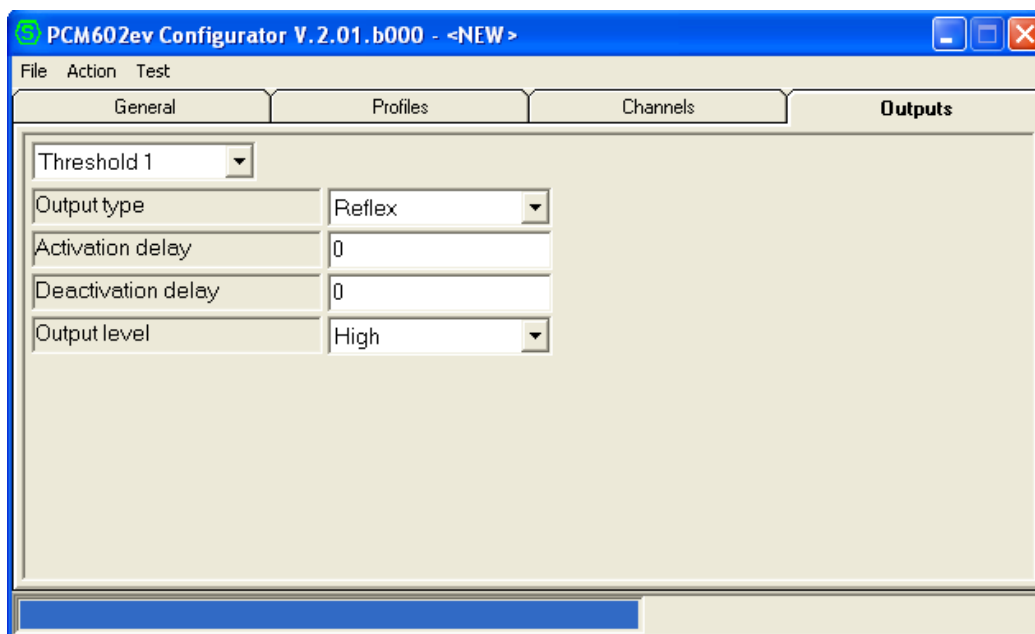 S PCM602ev Configurator V.2.01.b000 - <NEW>
File Action Test
General Profiles Channels Outputs
Threshold 1
Output type Reflex
Activation delay 0
Deactivation delay 0
Output level High